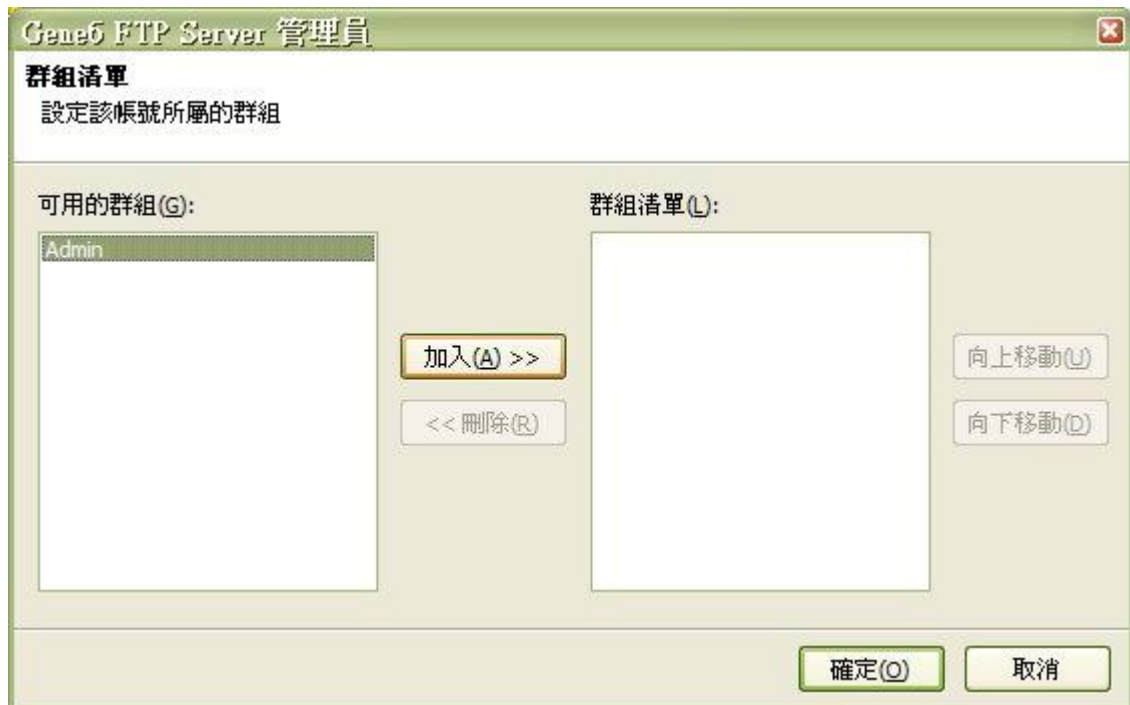 Gene6 FTP Server 管理員
群組清單
設定該帳號所屬的群組
可用的群組(G):
群組清單(L):
Admin
加入(A) >>
向上移動(U)
<< 刪除(R)
向下移動(D)
確定(O)
取消